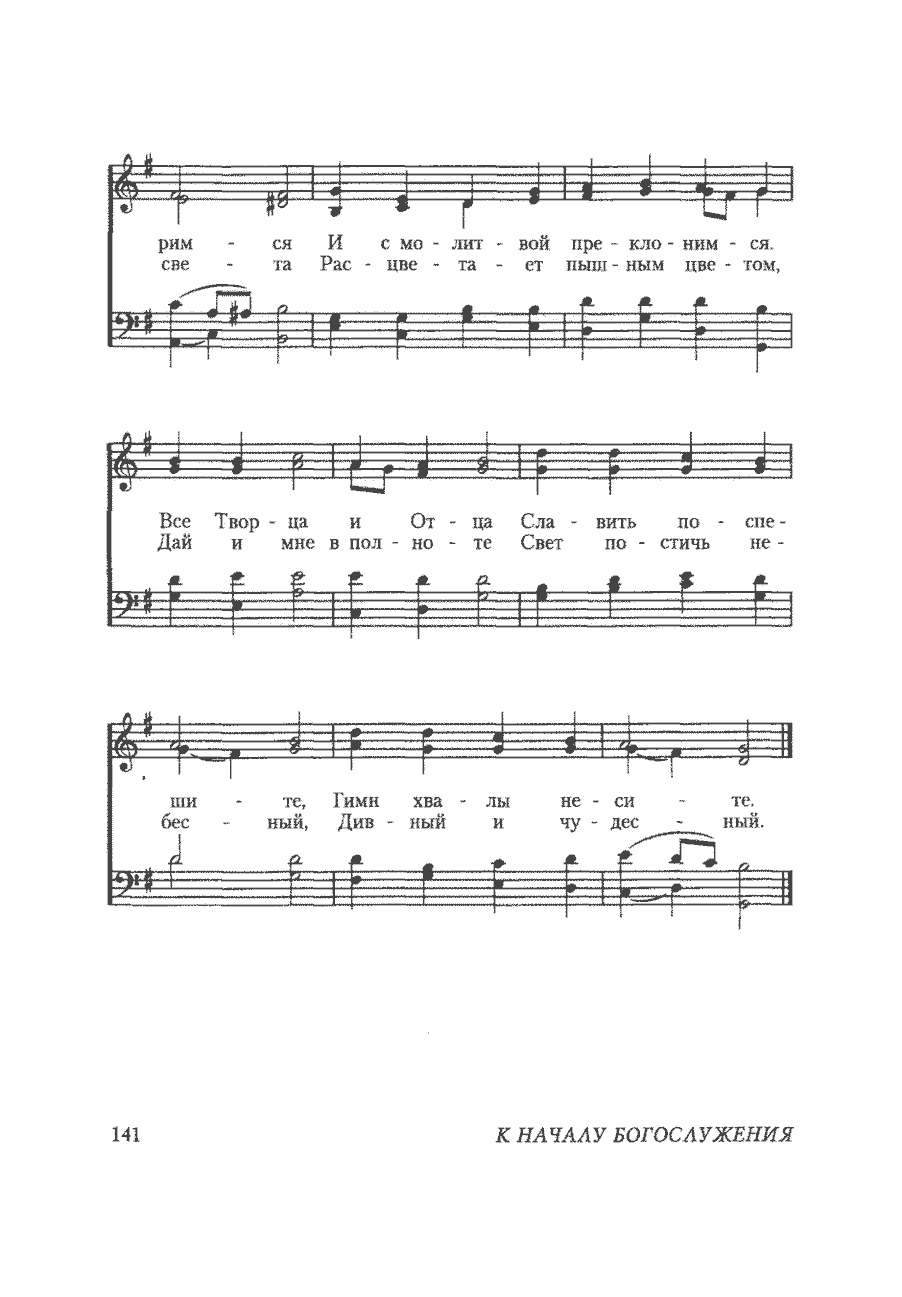 рим - ся И с мо - лит - вой пре - кло - ним - ся.
све - та Рас - цве - та - ет пыш - ным цве - том,
Все Твор - ца и От - ца Сла - вить по - спе -
Дай и мне в пол - но - те Свет по - стичь не -
ши - те, Гимн хва - лы не - си - те.
бес - ный, Див - ный и чу - дес - ный.
141 К НАЧАЛУ БОГОСЛУЖЕНИЯ